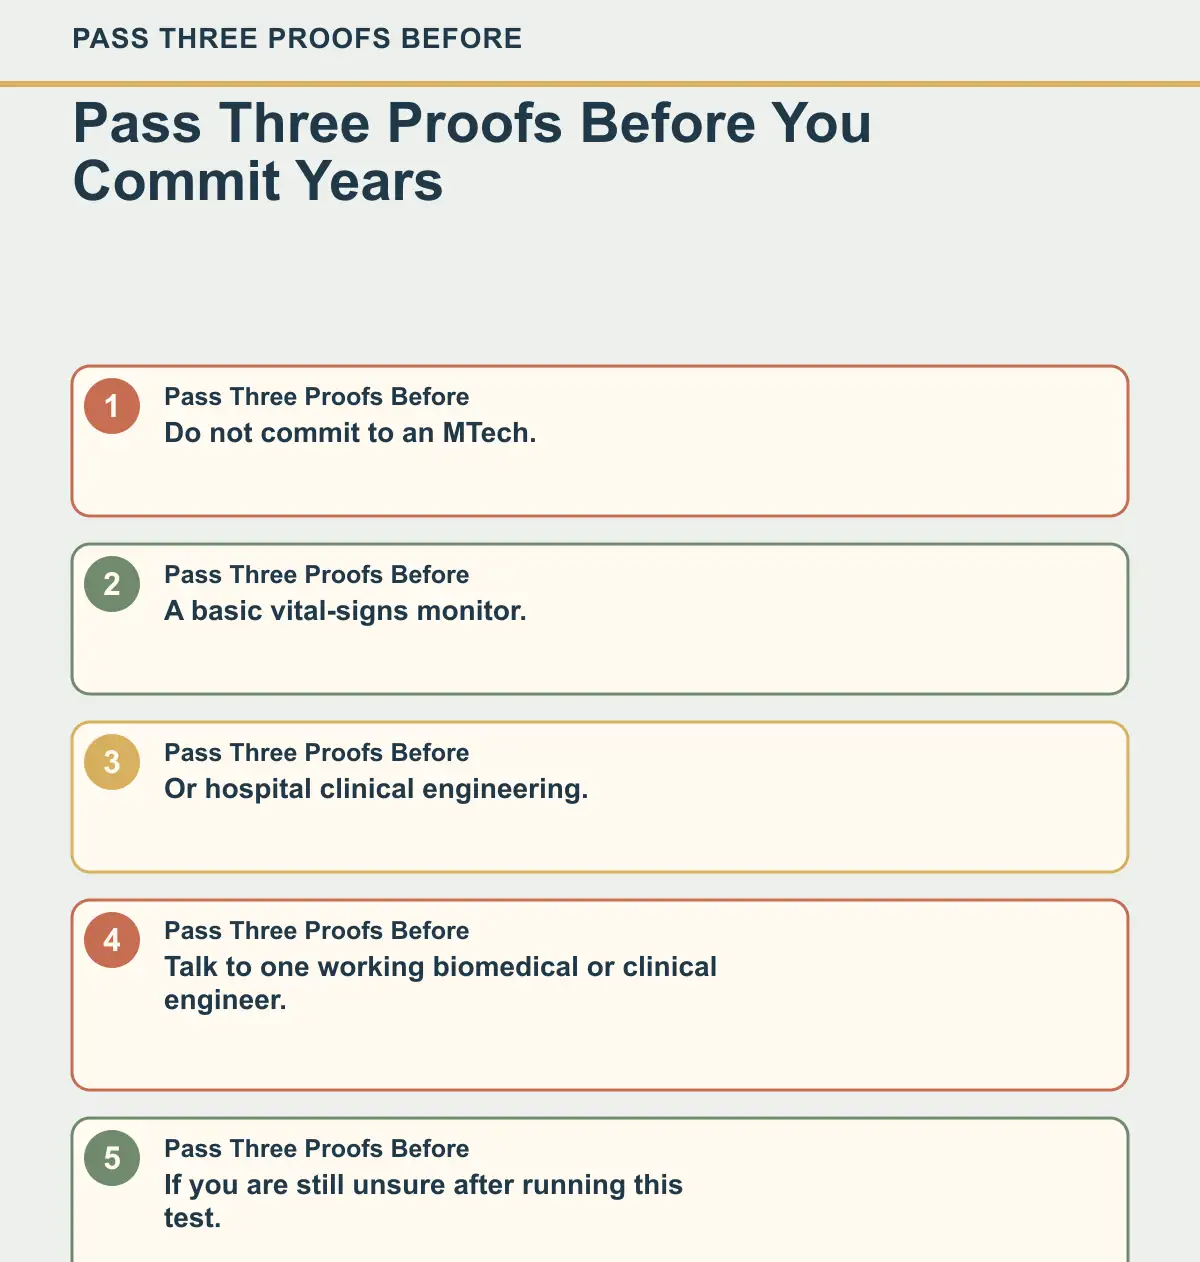 PASS THREE PROOFS BEFORE
Pass Three Proofs Before You
Commit Years
1
Pass Three Proofs Before
Do not commit to an MTech.
2
Pass Three Proofs Before
A basic vital-signs monitor.
3
Pass Three Proofs Before
Or hospital clinical engineering.
4
Pass Three Proofs Before
Talk to one working biomedical or clinical
engineer.
5
Pass Three Proofs Before
If you are still unsure after running this
test.